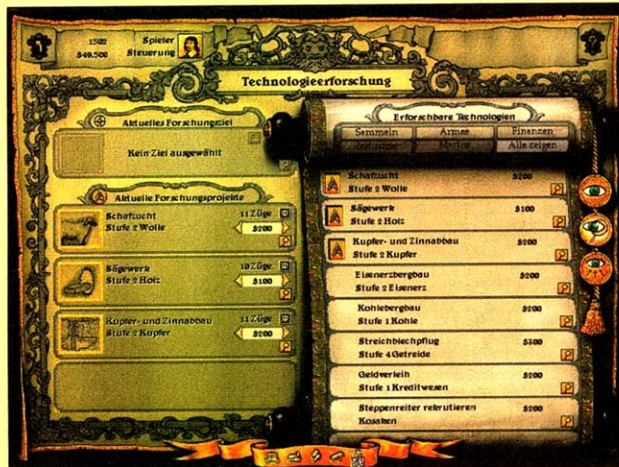 1502
$49,500
Spieler
Steuerung
Technologieerforschung
Aktuelles Forschungsziel
Kein Ziel ausgewählt
Aktuelle Forschungsprojekte
Schafzucht 11 Züge
Stufe 2 Wolle $200
Sägewerk 10 Züge
Stufe 2 Holz $100
Kupfer- und Zinnabbau 11 Züge
Stufe 2 Kupfer $200
Erforschbare Technologien
Sammeln Armee Finanzen
Industrie Marine Alle zeigen
Schafzucht $200
Stufe 2 Wolle
Sägewerk $100
Stufe 2 Holz
Kupfer- und Zinnabbau $200
Stufe 2 Kupfer
Eisenerzbergbau $200
Stufe 2 Eisenerz
Kohlebergbau $200
Stufe 1 Kohle
Streichblechpflug $300
Stufe 4 Getreide
Geldverleih $200
Stufe 1 Kreditwesen
Steppenreiter rekrutieren $200
Kosaken